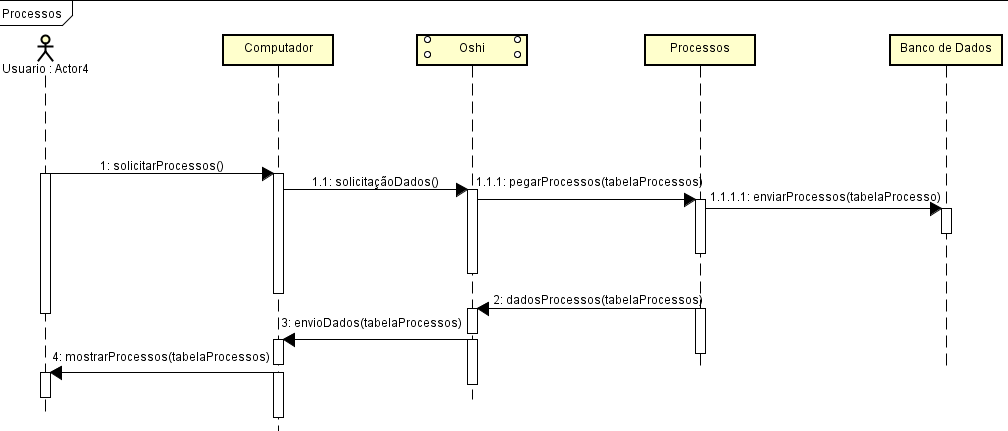 Processos
Usuario : Actor4
Computador
Oshi
Processos
Banco de Dados
1: solicitarProcessos()
1.1: solicitaçãoDados()
1.1.1: pegarProcessos(tabelaProcessos)
1.1.1.1: enviarProcessos(tabelaProcesso)
2: dadosProcessos(tabelaProcessos)
3: envioDados(tabelaProcessos)
4: mostrarProcessos(tabelaProcessos)